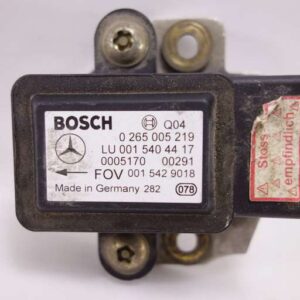 BOSCH Q04
0 265 005 219
LU 001 540 44 17
0005170 00291
FOV 001 542 9018
Made in Germany 282 078
Stoss
empfindlich